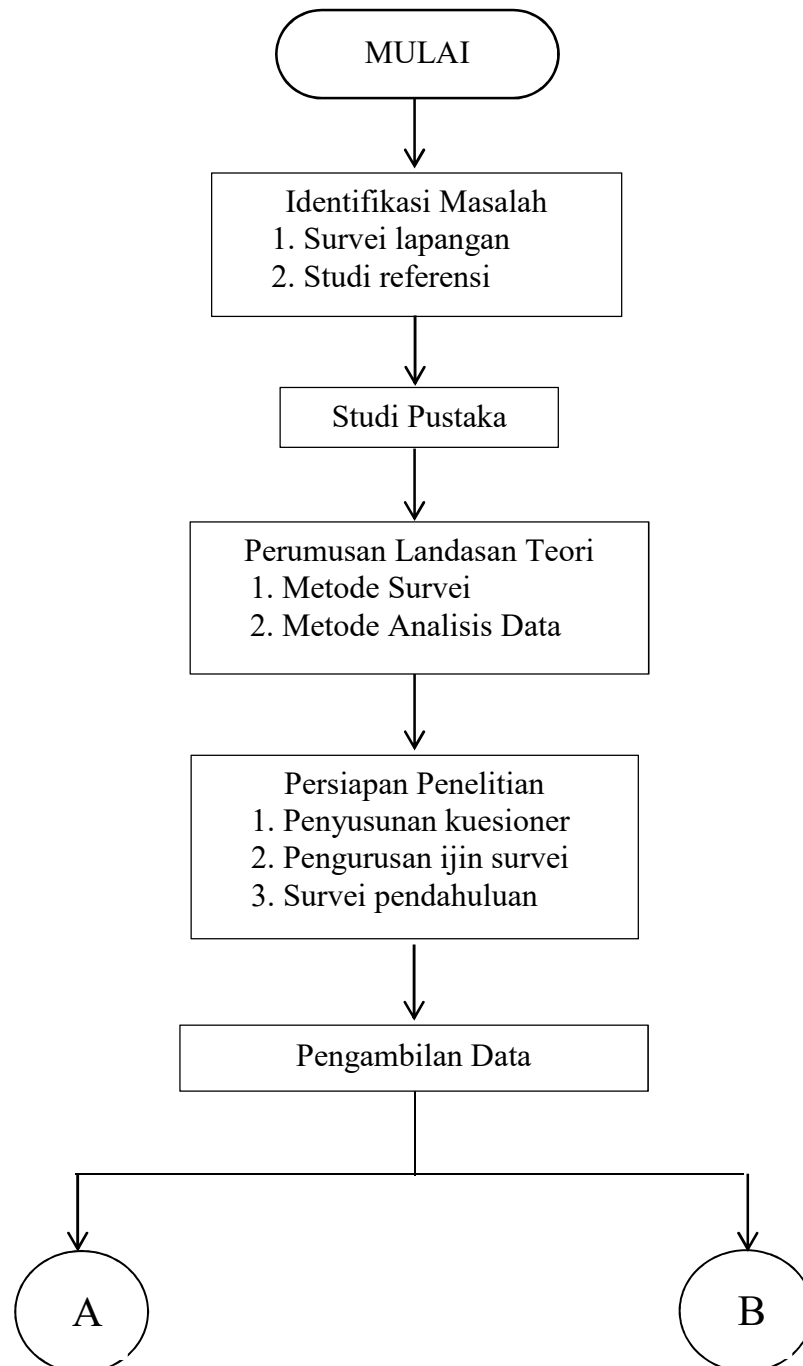 MULAI
Identifikasi Masalah
1. Survei lapangan
2. Studi referensi
Studi Pustaka
Perumusan Landasan Teori
1. Metode Survei
2. Metode Analisis Data
Persiapan Penelitian
1. Penyusunan kuesioner
2. Pengurusan ijin survei
3. Survei pendahuluan
Pengambilan Data
A
B